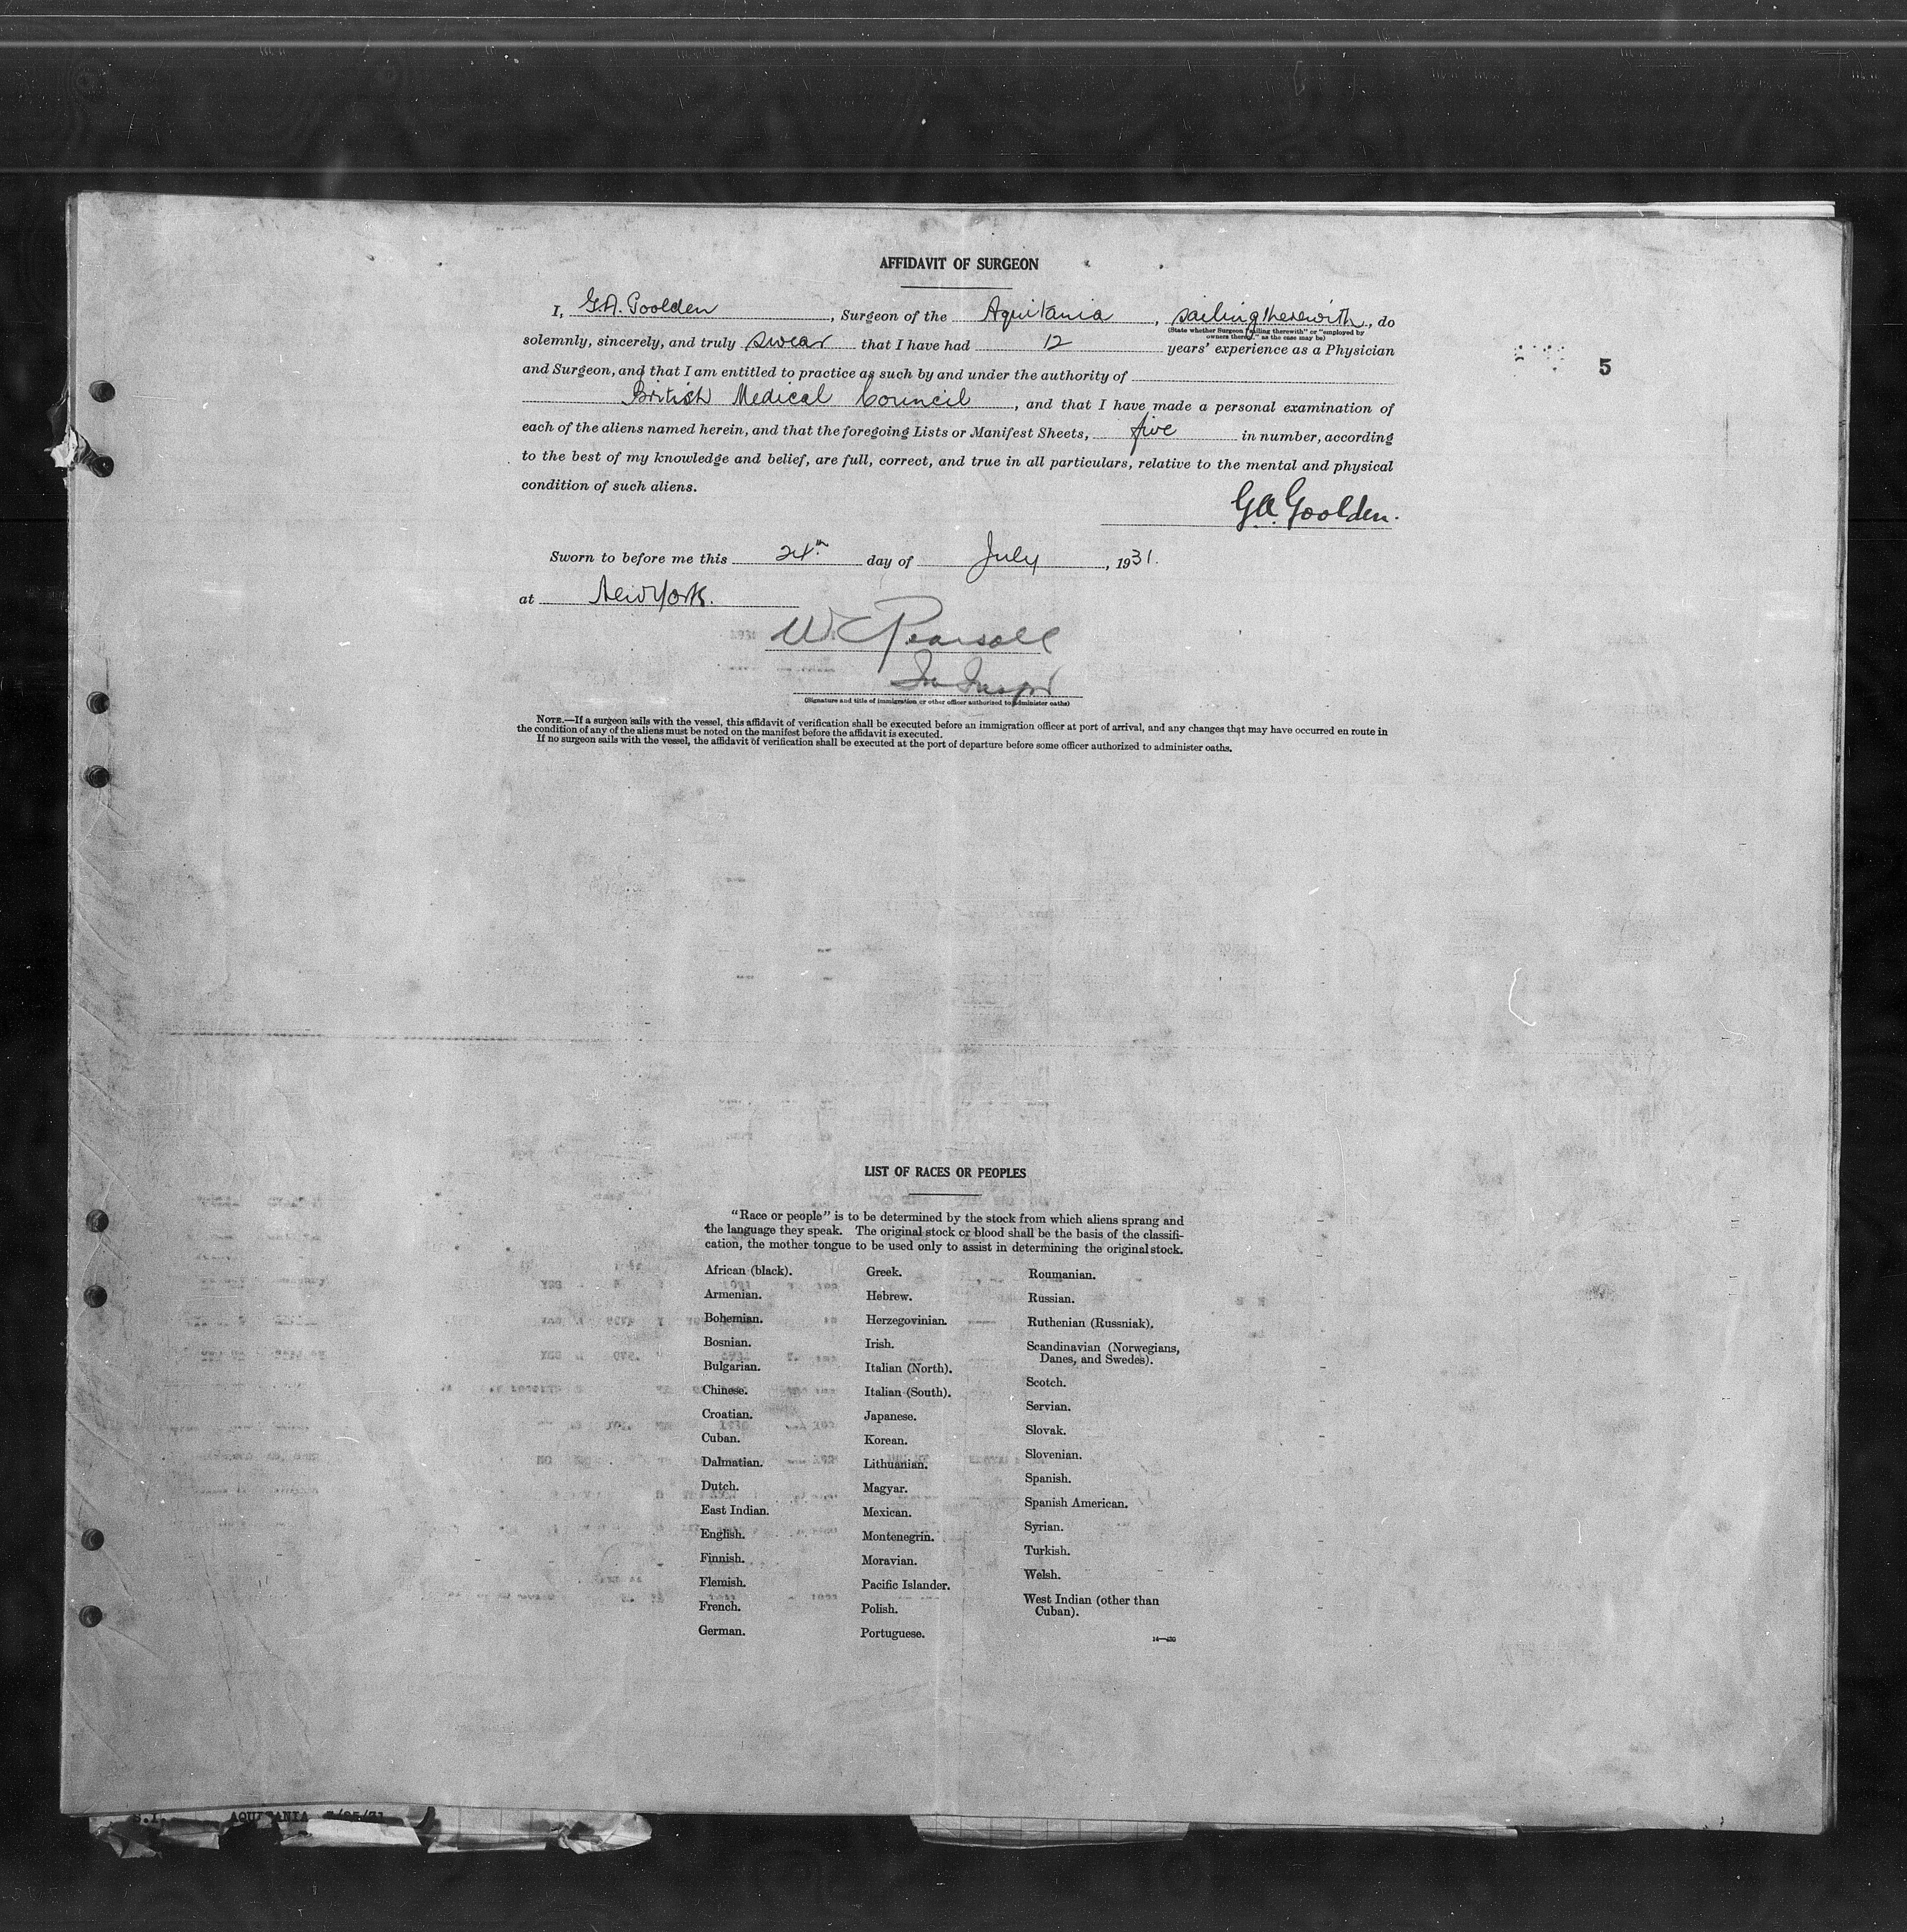 AFFIDAVIT OF SURGEON
I, G.A. Goolden, Surgeon of the Aquitania, sailing therewith, do
(State whether Surgeon "sailing therewith" or "employed by
owners thereof," as the case may be)
solemnly, sincerely, and truly swear that I have had 12 years' experience as a Physician
5
and Surgeon, and that I am entitled to practice as such by and under the authority of
British Medical Council, and that I have made a personal examination of
each of the aliens named herein, and that the foregoing Lists or Manifest Sheets, five in number, according
to the best of my knowledge and belief, are full, correct, and true in all particulars, relative to the mental and physical
condition of such aliens.
G.A. Goolden.
Sworn to before me this 24th day of July, 1931.
at New York.
W. C. Pearsall
Im Inspr
(Signature and title of immigration or other officer authorized to administer oaths)
NOTE.—If a surgeon sails with the vessel, this affidavit of verification shall be executed before an immigration officer at port of arrival, and any changes that may have occurred en route in
the condition of any of the aliens must be noted on the manifest before the affidavit is executed.
If no surgeon sails with the vessel, the affidavit of verification shall be executed at the port of departure before some officer authorized to administer oaths.
LIST OF RACES OR PEOPLES
"Race or people" is to be determined by the stock from which aliens sprang and
the language they speak. The original stock or blood shall be the basis of the classifi-
cation, the mother tongue to be used only to assist in determining the original stock.
African (black).
Armenian.
Bohemian.
Bosnian.
Bulgarian.
Chinese.
Croatian.
Cuban.
Dalmatian.
Dutch.
East Indian.
English.
Finnish.
Flemish.
French.
German.
Greek.
Hebrew.
Herzegovinian.
Irish.
Italian (North).
Italian (South).
Japanese.
Korean.
Lithuanian.
Magyar.
Mexican.
Montenegrin.
Moravian.
Pacific Islander.
Polish.
Portuguese.
Roumanian.
Russian.
Ruthenian (Russniak).
Scandinavian (Norwegians,
Danes, and Swedes).
Scotch.
Servian.
Slovak.
Slovenian.
Spanish.
Spanish American.
Syrian.
Turkish.
Welsh.
West Indian (other than
Cuban).
S.I. AQUITANIA